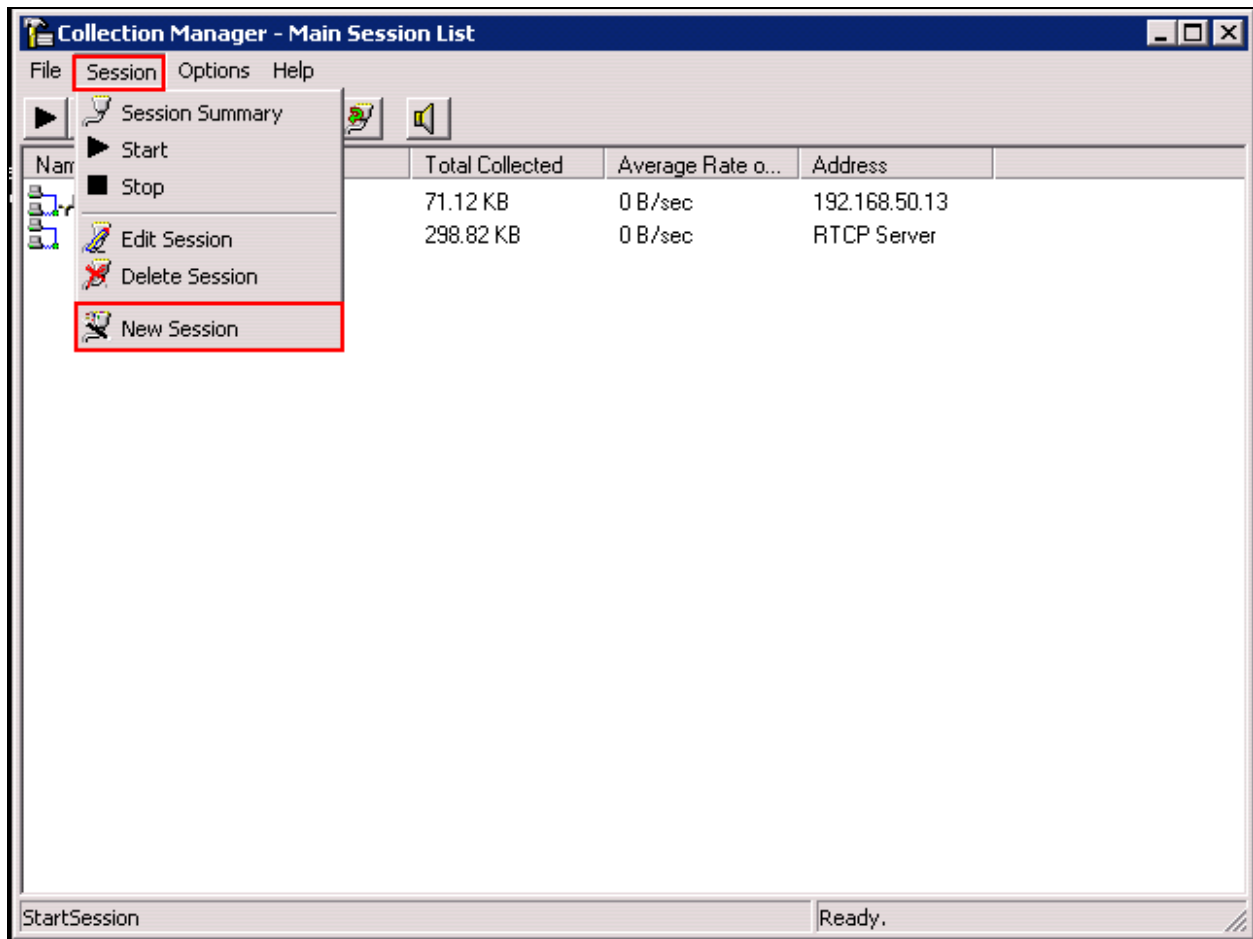 Collection Manager - Main Session List
File Session Options Help
Session Summary
Start
Stop
Edit Session
Delete Session
New Session
Total Collected Average Rate o... Address
71.12 KB 0 B/sec 192.168.50.13
298.82 KB 0 B/sec RTCP Server
StartSession Ready.